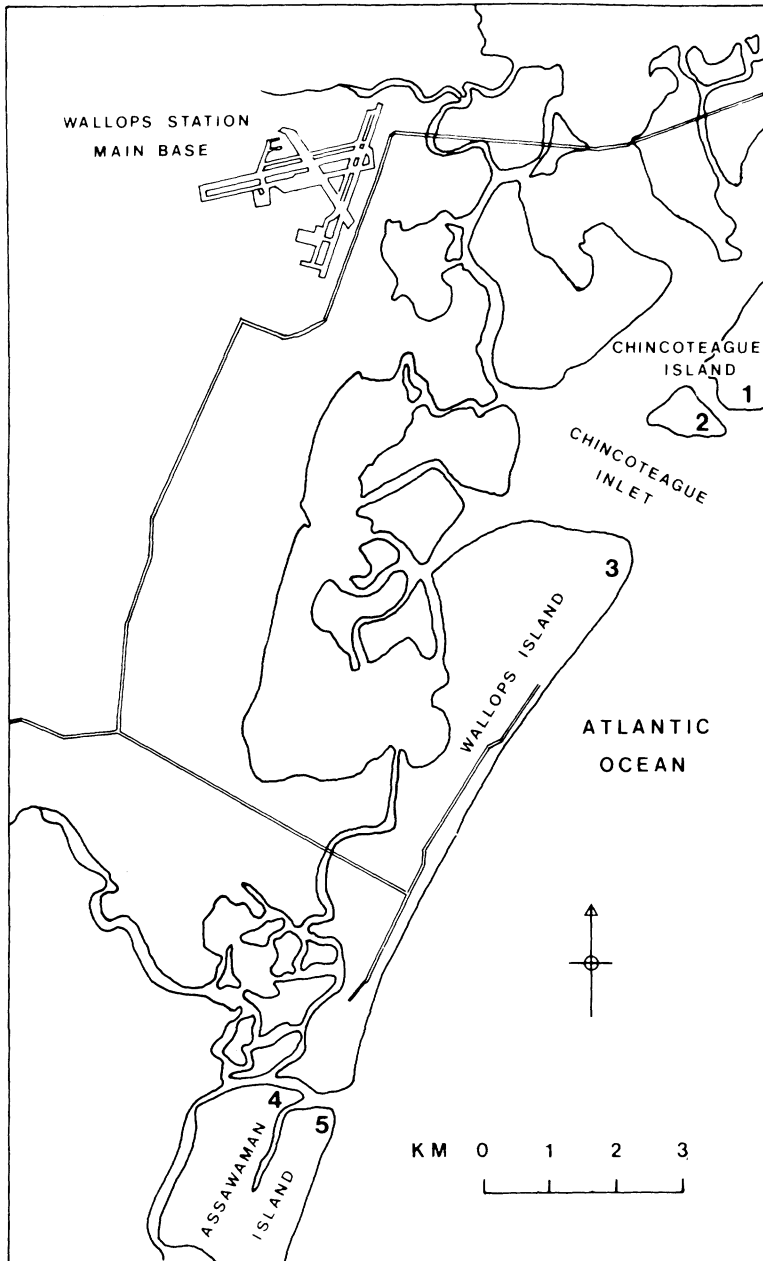 WALLOPS STATION
MAIN BASE
CHINCOTEAGUE
ISLAND
1
2
CHINCOTEAGUE
INLET
3
WALLOPS ISLAND
ATLANTIC
OCEAN
4
5
ASSAWAMAN
ISLAND
KM 0 1 2 3